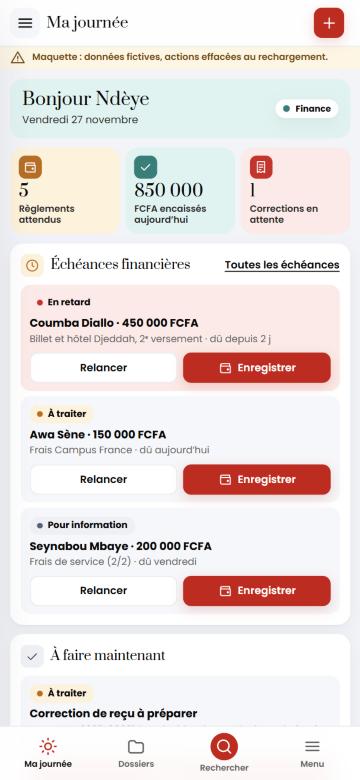 Ma journée
Maquette : données fictives, actions effacées au rechargement.
Bonjour Ndèye
Vendredi 27 novembre
Finance
5
Règlements
attendus
850 000
FCFA encaissés
aujourd'hui
1
Corrections en
attente
Échéances financières
Toutes les échéances
En retard
Coumba Diallo · 450 000 FCFA
Billet et hôtel Djeddah, 2ᵉ versement · dû depuis 2 j
Relancer
Enregistrer
À traiter
Awa Sène · 150 000 FCFA
Frais Campus France · dû aujourd'hui
Relancer
Enregistrer
Pour information
Seynabou Mbaye · 200 000 FCFA
Frais de service (2/2) · dû vendredi
Relancer
Enregistrer
À faire maintenant
À traiter
Correction de reçu à préparer
Ma journée
Dossiers
Rechercher
Menu